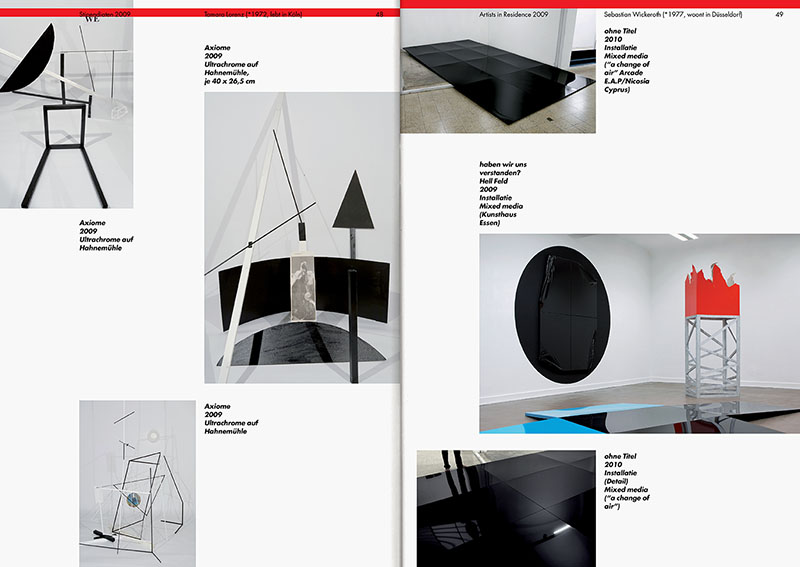 Stipendiaten 2009
WE
Tamara Lorenz (*1972, lebt in Köln)
48
Axiome
2009
Ultrachrome auf
Hahnemühle,
je 40 x 26,5 cm
Axiome
2009
Ultrachrome auf
Hahnemühle
Axiome
2009
Ultrachrome auf
Hahnemühle
Artists in Residence 2009
Sebastian Wickeroth (*1977, woont in Düsseldorf)
49
ohne Titel
2010
Installatie
Mixed media
("a change of
air" Arcade
E.A.P/Nicosia
Cyprus)
haben wir uns
verstanden?
Hell Feld
2009
Installatie
Mixed media
(Kunsthaus
Essen)
ohne Titel
2010
Installatie
(Detail)
Mixed media
("a change of
air")